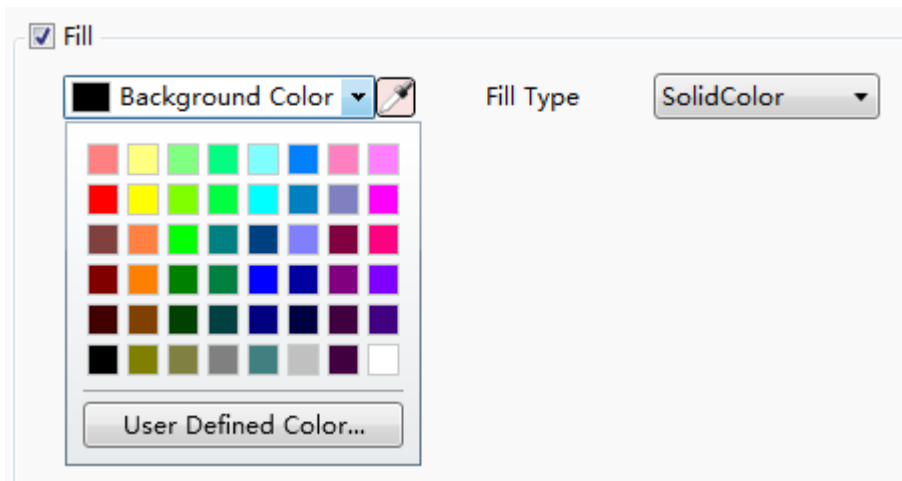 Fill
Background Color
Fill Type
SolidColor
User Defined Color...